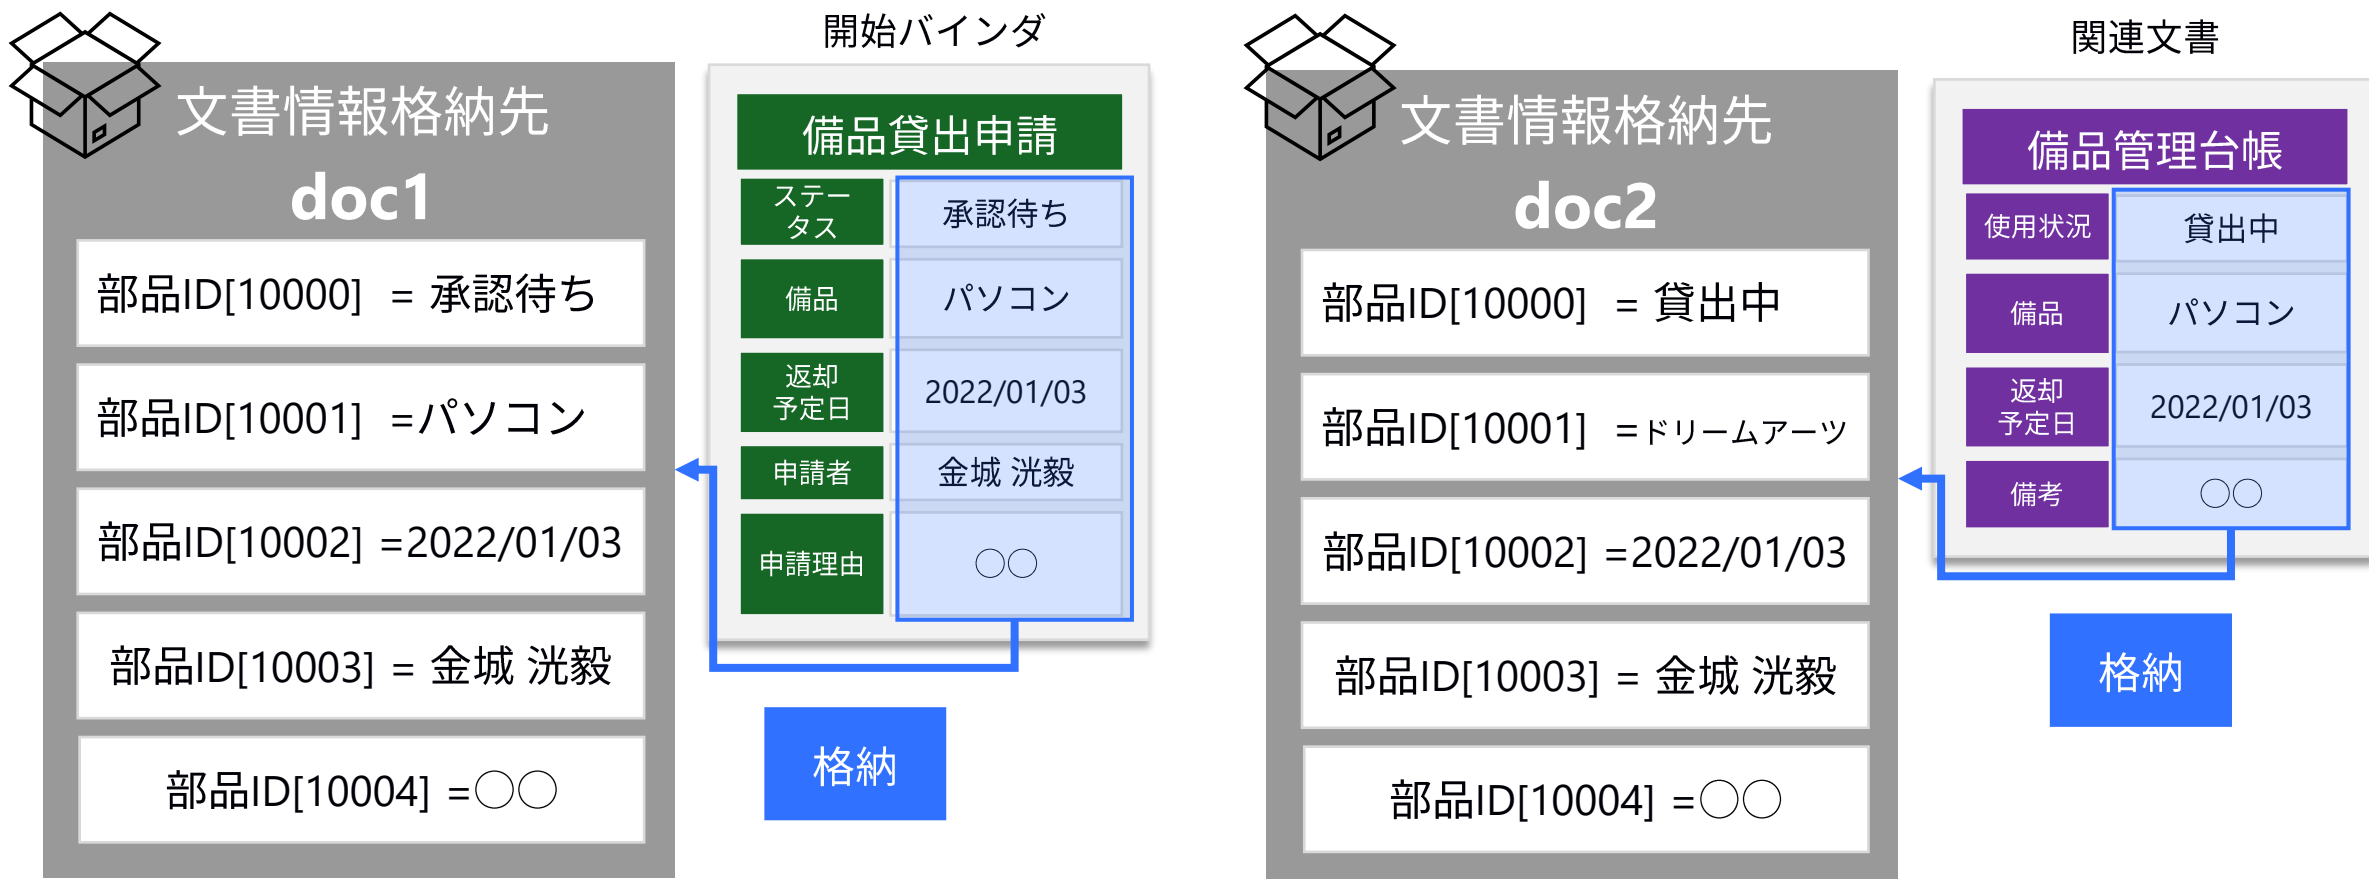 文書情報格納先
doc1
部品ID[10000] = 承認待ち
部品ID[10001] =パソコン
部品ID[10002] =2022/01/03
部品ID[10003] = 金城 洸毅
部品ID[10004] =〇〇
開始バインダ
備品貸出申請
ステー
タス
承認待ち
備品
パソコン
返却
予定日
2022/01/03
申請者
金城 洸毅
申請理由
〇〇
格納
文書情報格納先
doc2
部品ID[10000] = 貸出中
部品ID[10001] =ドリームアーツ
部品ID[10002] =2022/01/03
部品ID[10003] = 金城 洸毅
部品ID[10004] =〇〇
関連文書
備品管理台帳
使用状況
貸出中
備品
パソコン
返却
予定日
2022/01/03
備考
〇〇
格納